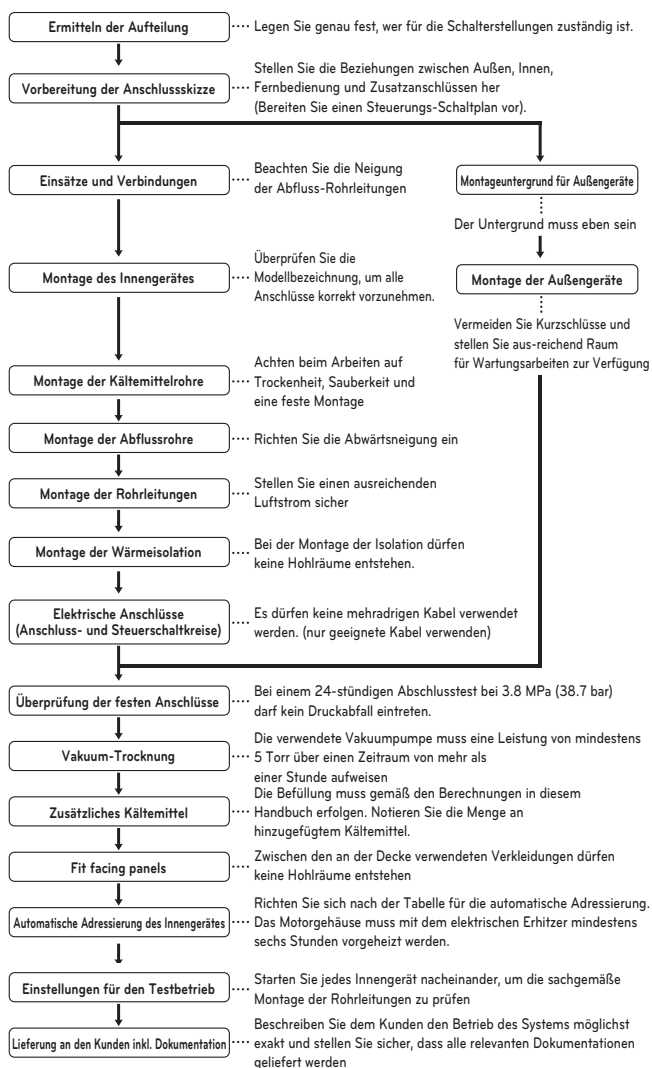 Ermitteln der Aufteilung
Legen Sie genau fest, wer für die Schalterstellungen zuständig ist.
Vorbereitung der Anschlussskizze
Stellen Sie die Beziehungen zwischen Außen, Innen,
Fernbedienung und Zusatzanschlüssen her
(Bereiten Sie einen Steuerungs-Schaltplan vor).
Einsätze und Verbindungen
Beachten Sie die Neigung
der Abfluss-Rohrleitungen
Montageuntergrund für Außengeräte
Der Untergrund muss eben sein
Montage des Innengerätes
Überprüfen Sie die
Modellbezeichnung, um alle
Anschlüsse korrekt vorzunehmen.
Montage der Außengeräte
Vermeiden Sie Kurzschlüsse und
stellen Sie aus-reichend Raum
für Wartungsarbeiten zur Verfügung
Montage der Kältemittelrohre
Achten beim Arbeiten auf
Trockenheit, Sauberkeit und
eine feste Montage
Montage der Abflussrohre
Richten Sie die Abwärtsneigung ein
Montage der Rohrleitungen
Stellen Sie einen ausreichenden
Luftstrom sicher
Montage der Wärmeisolation
Bei der Montage der Isolation dürfen
keine Hohlräume entstehen.
Elektrische Anschlüsse
(Anschluss- und Steuerschaltkreise)
Es dürfen keine mehradrigen Kabel verwendet
werden. (nur geeignete Kabel verwenden)
Überprüfung der festen Anschlüsse
Bei einem 24-stündigen Abschlusstest bei 3.8 MPa (38.7 bar)
darf kein Druckabfall eintreten.
Vakuum-Trocknung
Die verwendete Vakuumpumpe muss eine Leistung von mindestens
5 Torr über einen Zeitraum von mehr als
einer Stunde aufweisen
Zusätzliches Kältemittel
Die Befüllung muss gemäß den Berechnungen in diesem
Handbuch erfolgen. Notieren Sie die Menge an
hinzugefügtem Kältemittel.
Fit facing panels
Zwischen den an der Decke verwendeten Verkleidungen dürfen
keine Hohlräume entstehen
Automatische Adressierung des Innengerätes
Richten Sie sich nach der Tabelle für die automatische Adressierung.
Das Motorgehäuse muss mit dem elektrischen Erhitzer mindestens
sechs Stunden vorgeheizt werden.
Einstellungen für den Testbetrieb
Starten Sie jedes Innengerät nacheinander, um die sachgemäße
Montage der Rohrleitungen zu prüfen
Lieferung an den Kunden inkl. Dokumentation
Beschreiben Sie dem Kunden den Betrieb des Systems möglichst
exakt und stellen Sie sicher, dass alle relevanten Dokumentationen
geliefert werden